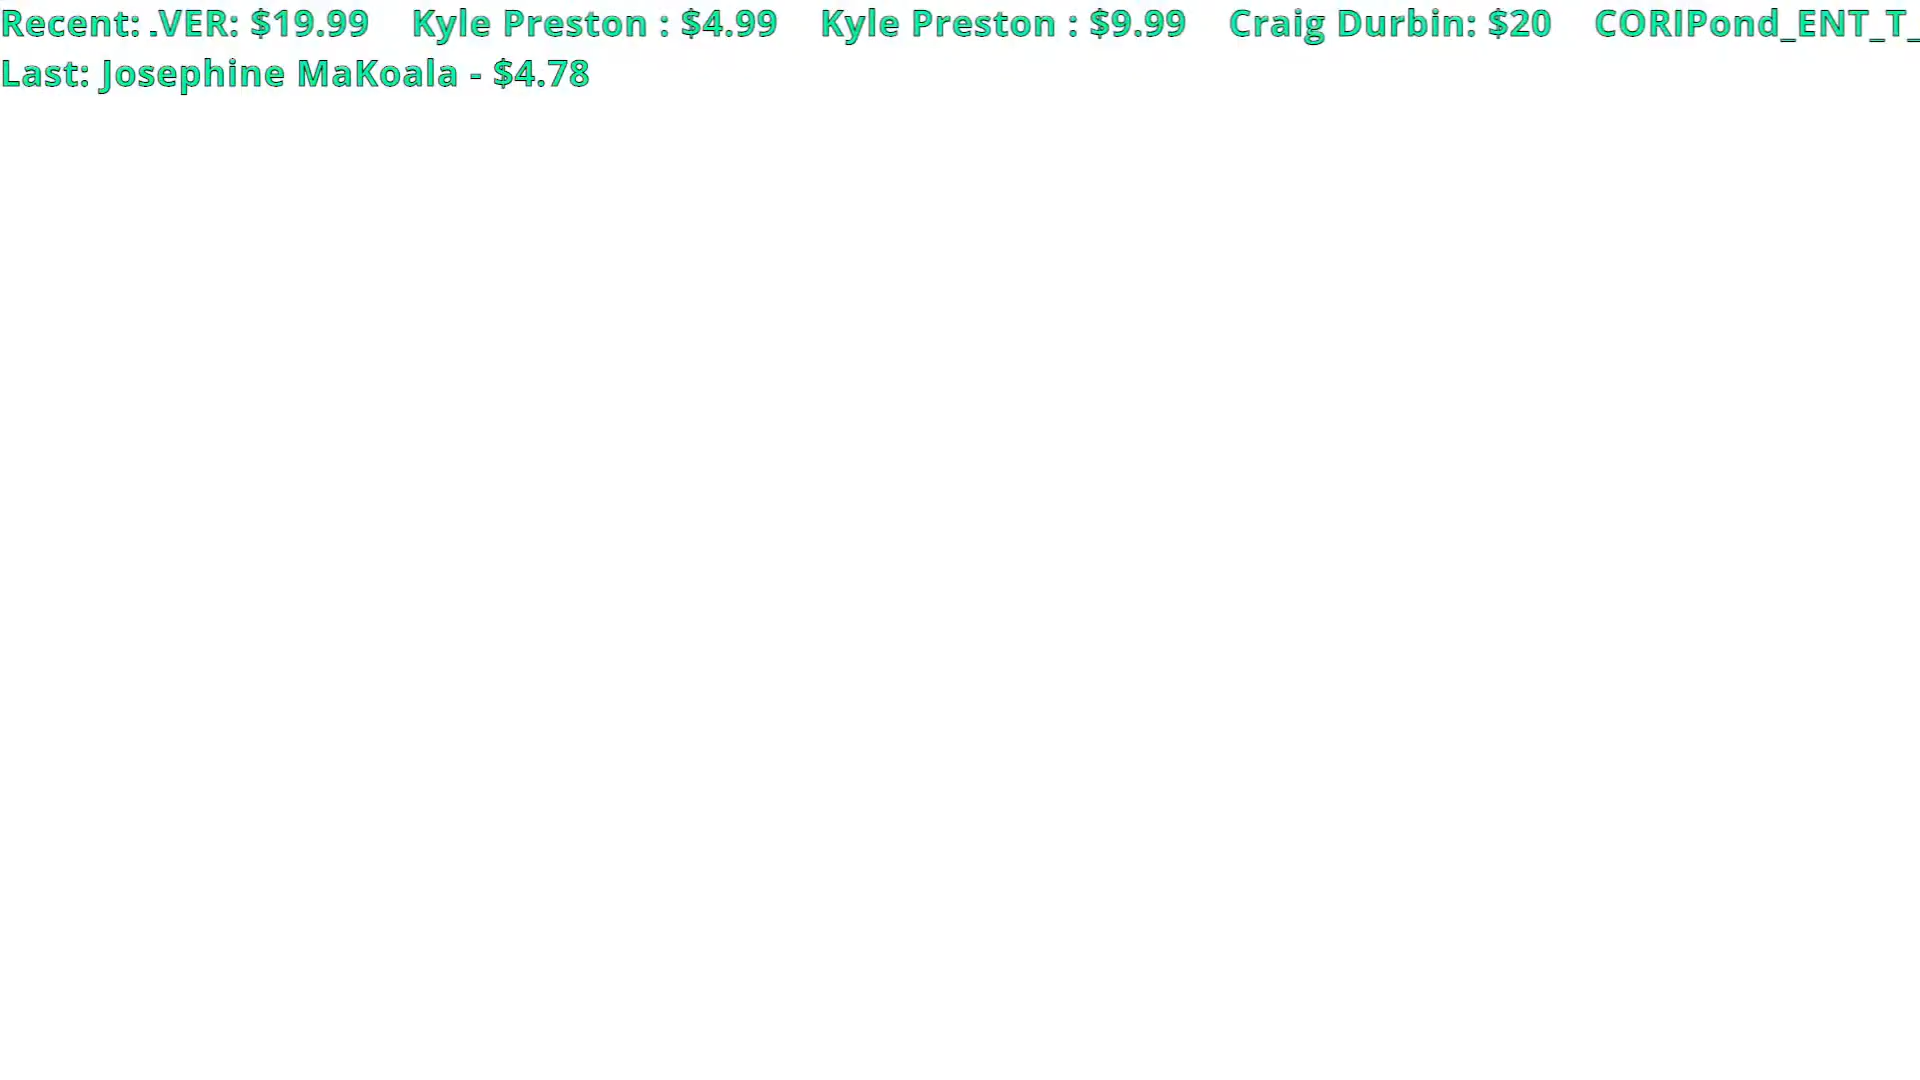 Recent: .VER: $19.99 Kyle Preston : $4.99 Kyle Preston : $9.99 Craig Durbin: $20 CORIPond_ENT_T_
Last: Josephine MaKoala - $4.78